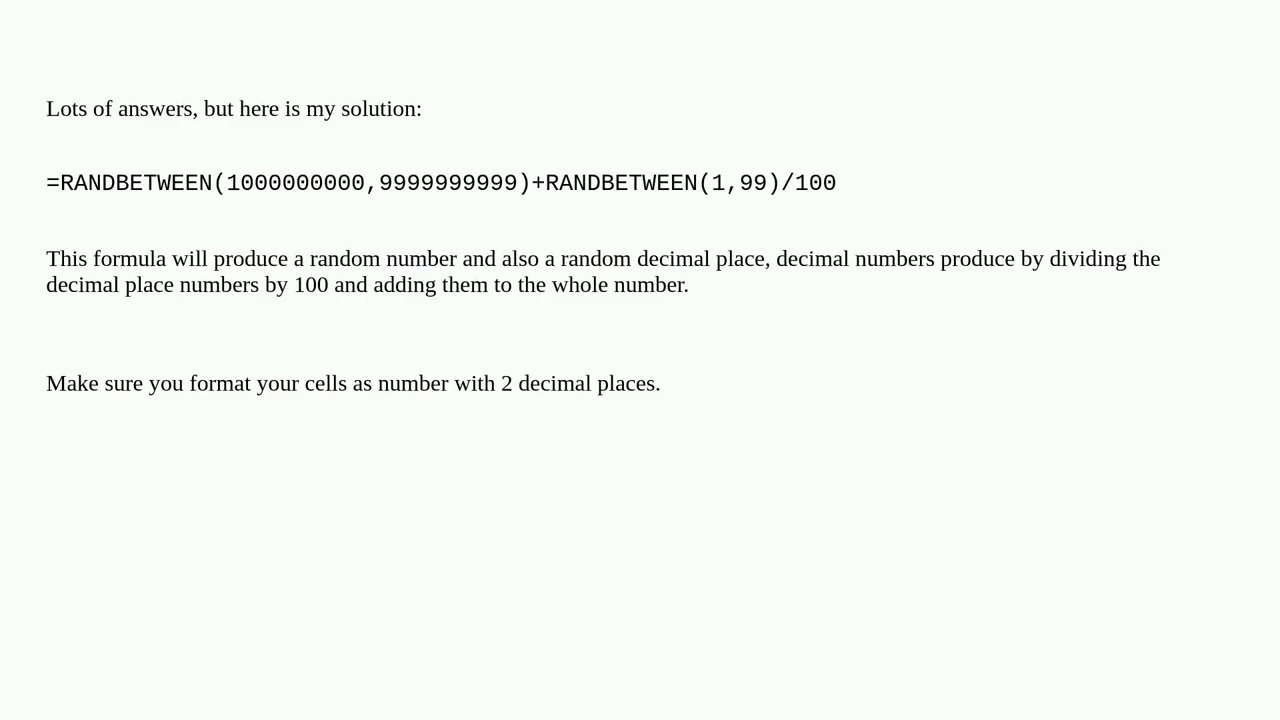 Lots of answers, but here is my solution:
=RANDBETWEEN(1000000000,9999999999)+RANDBETWEEN(1,99)/100
This formula will produce a random number and also a random decimal place, decimal numbers produce by dividing the
decimal place numbers by 100 and adding them to the whole number.
Make sure you format your cells as number with 2 decimal places.